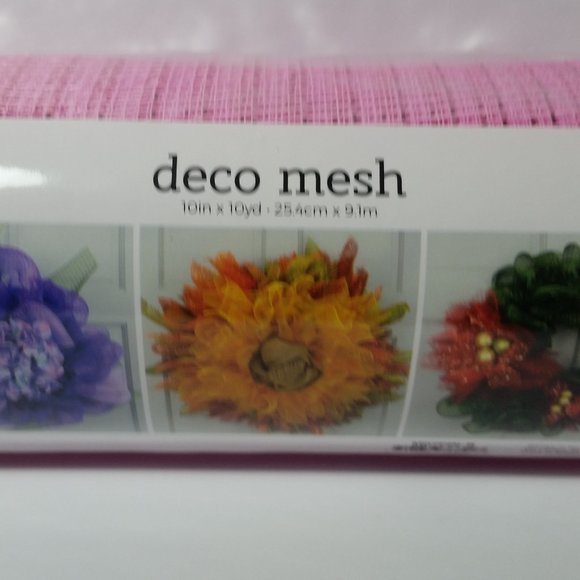 deco mesh
10in x 10yd - 25.4cm x 9.1m